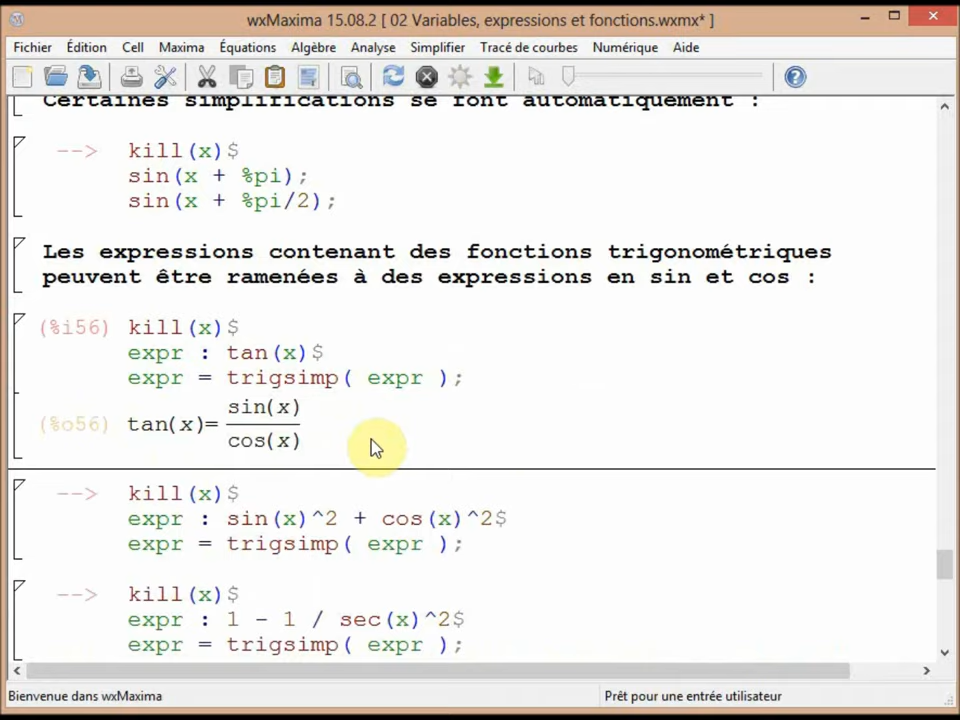 wxMaxima 15.08.2 [ 02 Variables, expressions et fonctions.wxmx* ]
Fichier Édition Cell Maxima Équations Algèbre Analyse Simplifier Tracé de courbes Numérique Aide
Certaines simplifications se font automatiquement :
--> kill(x)$
sin(x + %pi);
sin(x + %pi/2);
Les expressions contenant des fonctions trigonométriques
peuvent être ramenées à des expressions en sin et cos :
(%i56) kill(x)$
expr : tan(x)$
expr = trigsimp( expr );
sin(x)
(%o56) tan(x)=
cos(x)
--> kill(x)$
expr : sin(x)^2 + cos(x)^2$
expr = trigsimp( expr );
--> kill(x)$
expr : 1 - 1 / sec(x)^2$
expr = trigsimp( expr );
Bienvenue dans wxMaxima Prêt pour une entrée utilisateur